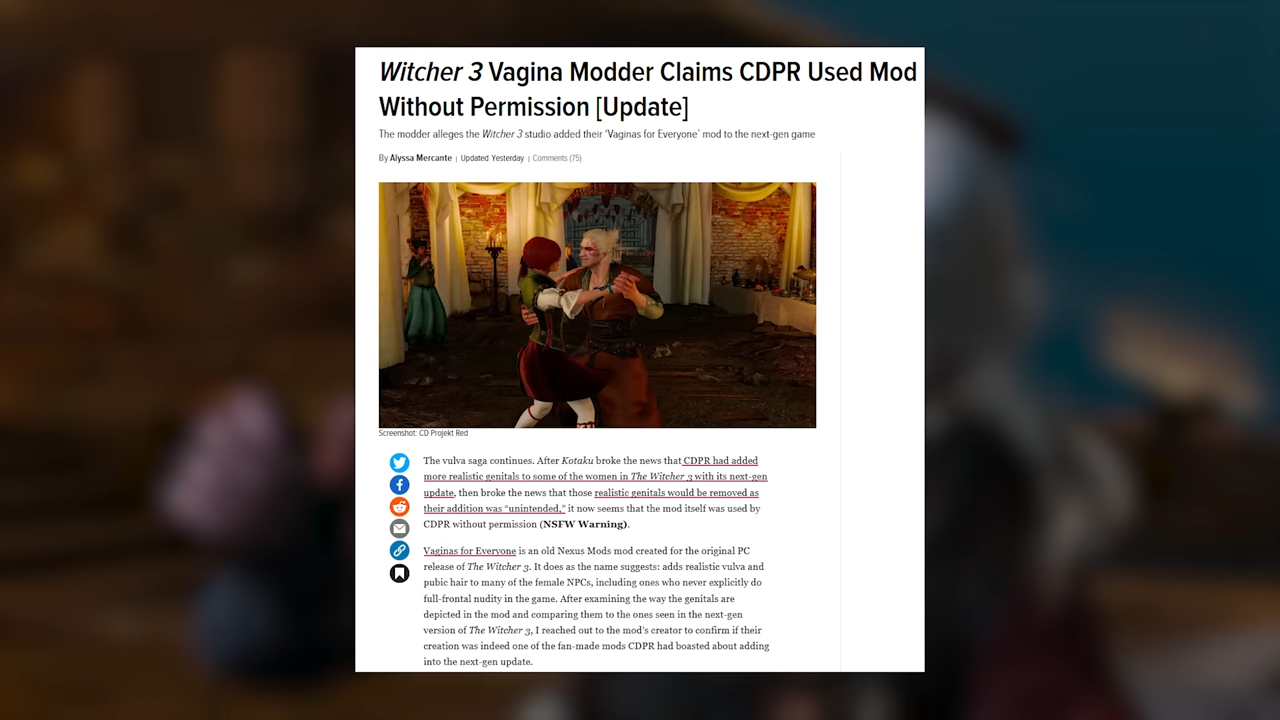 Witcher 3 Vagina Modder Claims CDPR Used Mod
Without Permission [Update]
The modder alleges the Witcher 3 studio added their ‘Vaginas for Everyone’ mod to the next-gen game
By Alyssa Mercante | Updated Yesterday | Comments (75)
Screenshot: CD Projekt Red
The vulva saga continues. After Kotaku broke the news that CDPR had added
more realistic genitals to some of the women in The Witcher 3 with its next-gen
update, then broke the news that those realistic genitals would be removed as
their addition was “unintended,” it now seems that the mod itself was used by
CDPR without permission (NSFW Warning).
Vaginas for Everyone is an old Nexus Mods mod created for the original PC
release of The Witcher 3. It does as the name suggests: adds realistic vulva and
pubic hair to many of the female NPCs, including ones who never explicitly do
full-frontal nudity in the game. After examining the way the genitals are
depicted in the mod and comparing them to the ones seen in the next-gen
version of The Witcher 3, I reached out to the mod’s creator to confirm if their
creation was indeed one of the fan-made mods CDPR had boasted about adding
into the next-gen update.